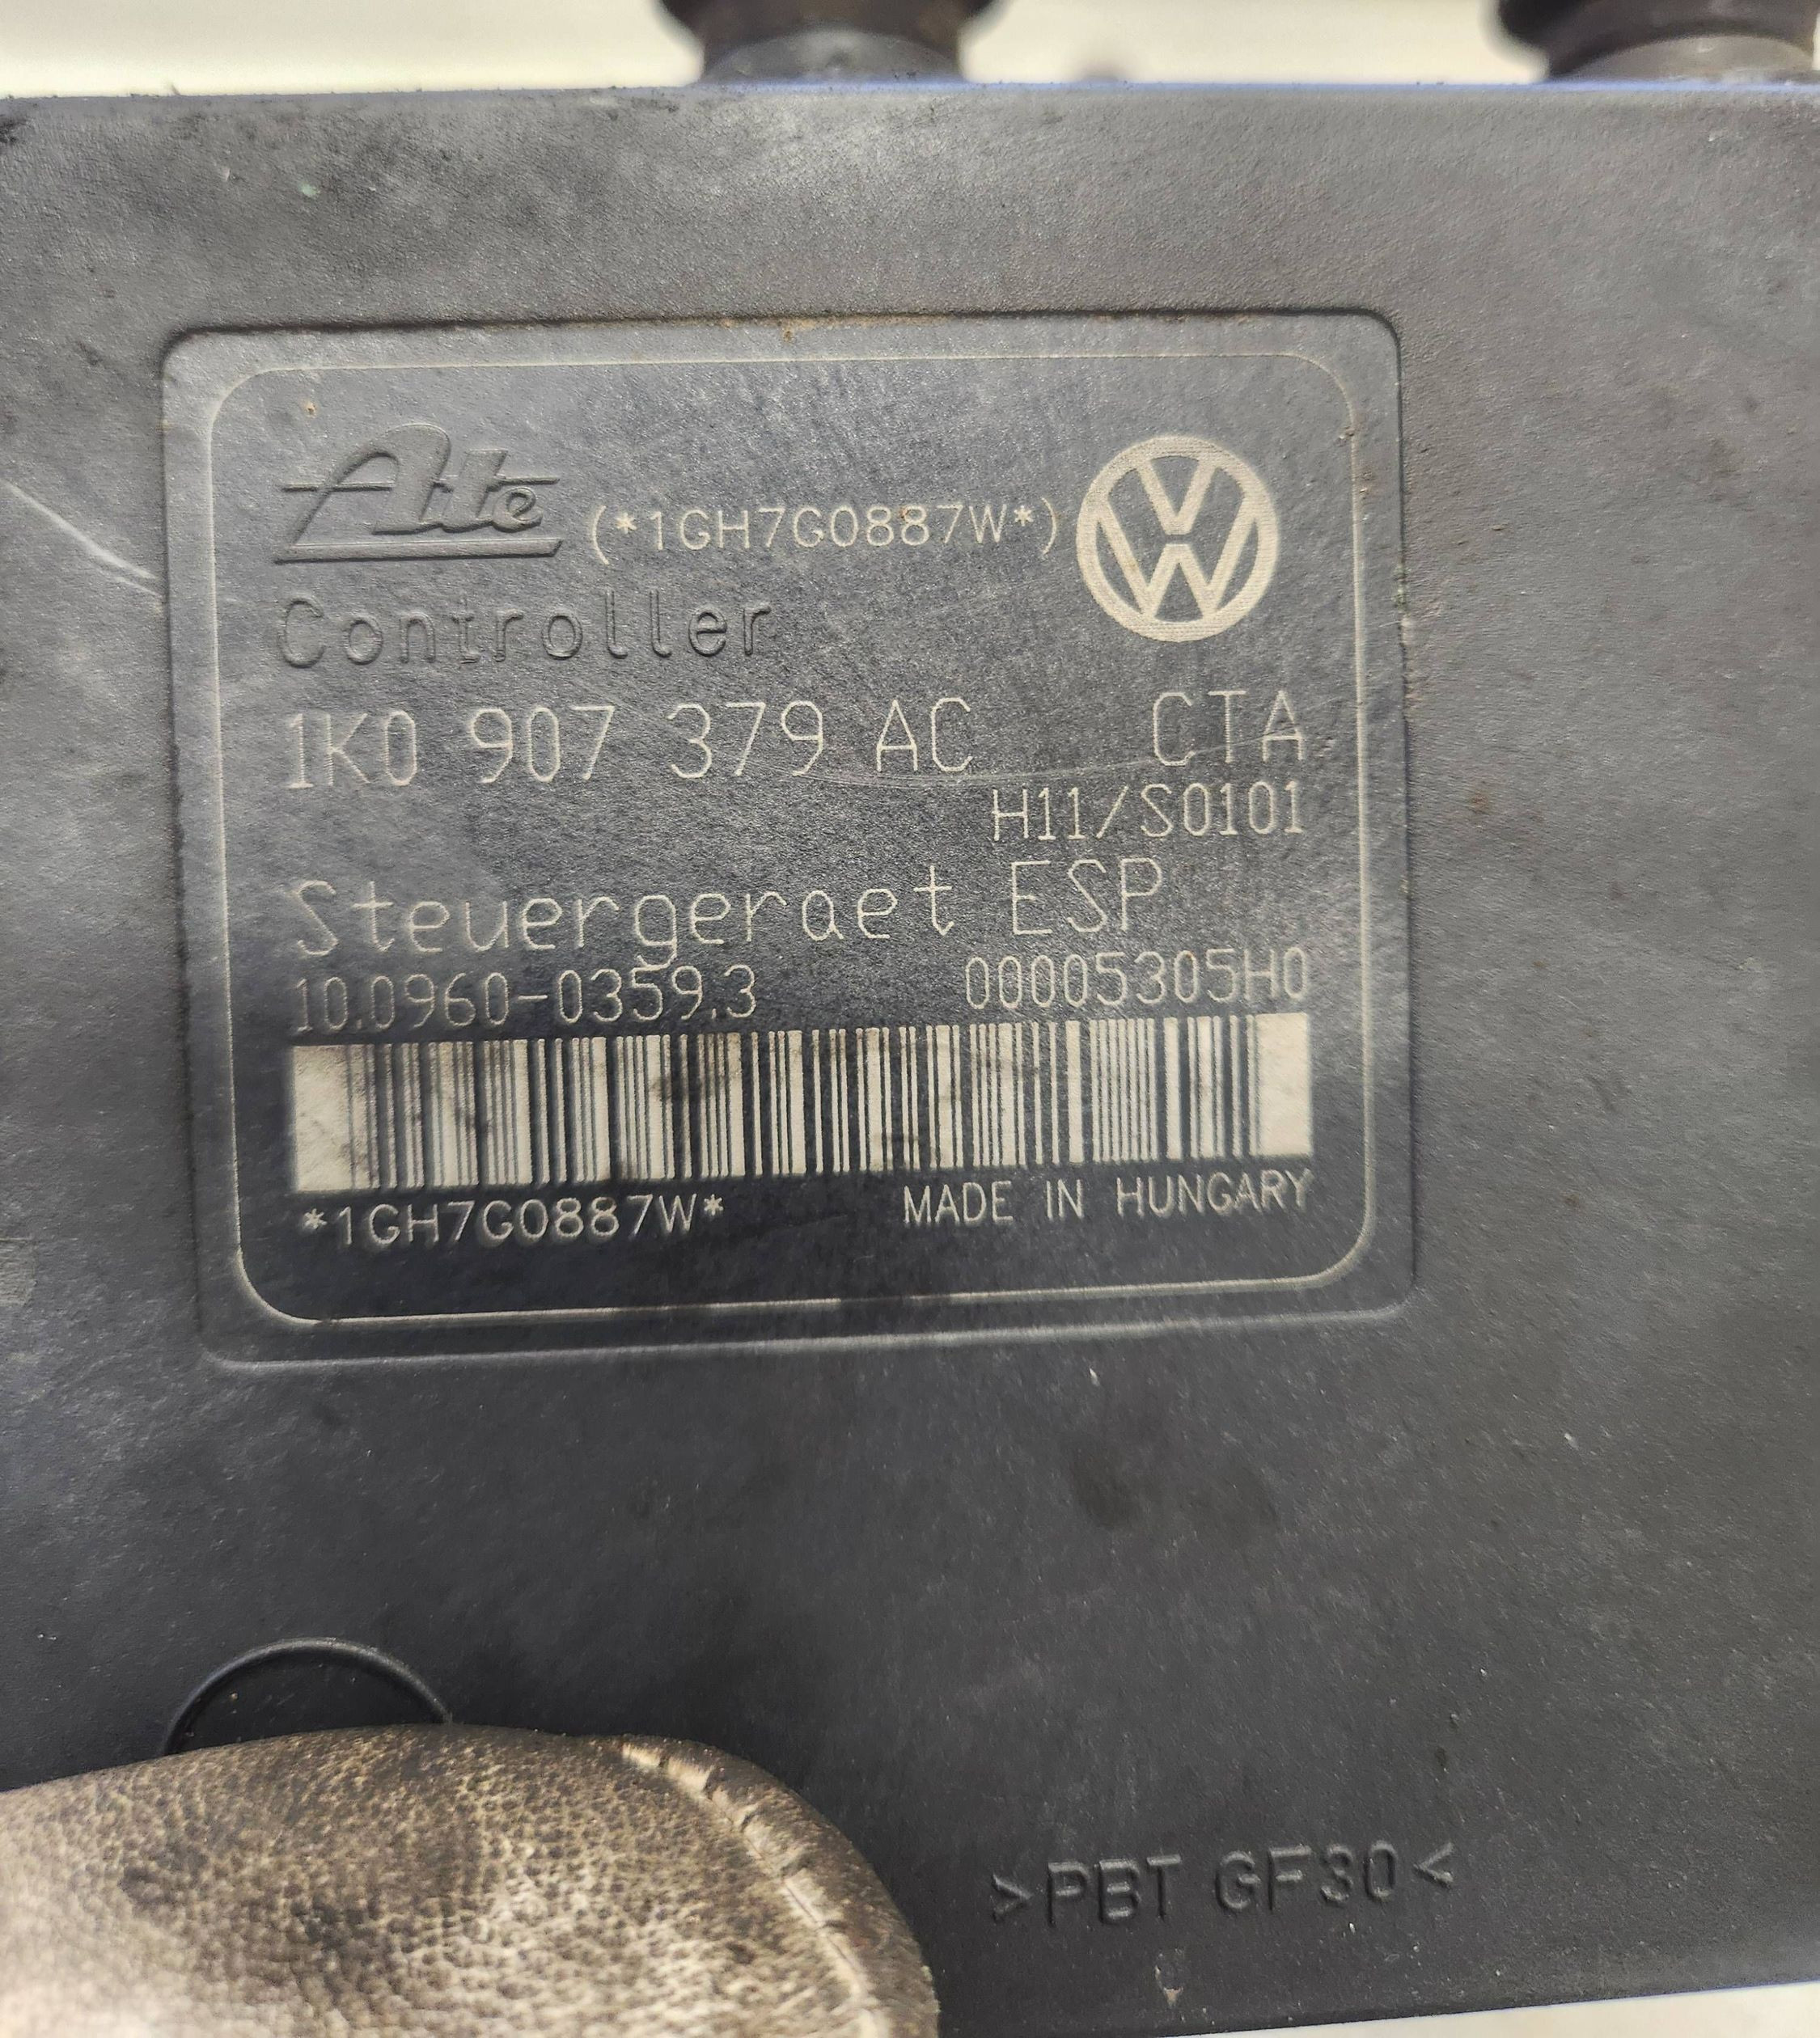 Ate (*1GH7G0887W*)
Controller
1K0 907 379 AC CTA
H11/S0101
Steuergeraet ESP
10.0960-0359.3 00005305H0
*1GH7G0887W* MADE IN HUNGARY
>PBT GF30<